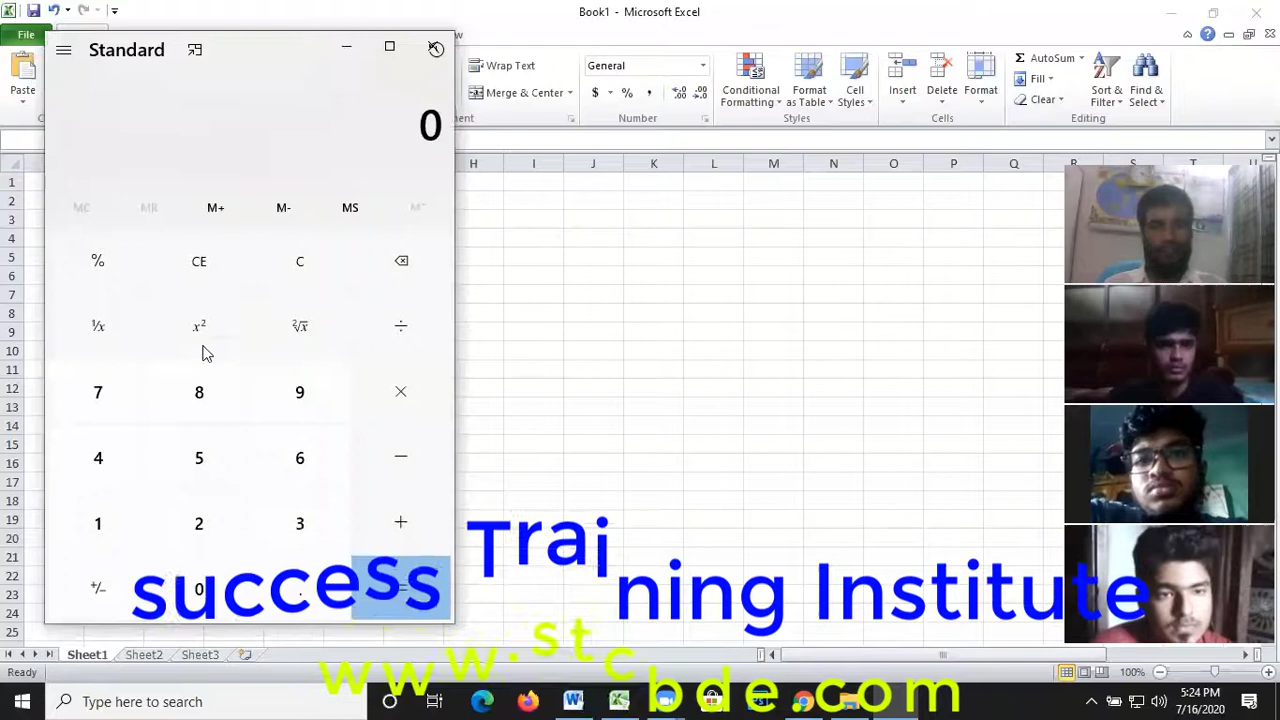 Book1 - Microsoft Excel
File
Standard
Paste
Wrap Text
Merge & Center
General
$ % ,
Conditional
Formatting
Format
as Table
Cell
Styles
Insert
Delete
Format
AutoSum
Fill
Clear
Sort &
Filter
Find &
Select
Number
Styles
Cells
Editing
0
MC MR M+ M- MS
% CE C
⅟x x² ²√x ÷
7 8 9 ×
4 5 6 −
1 2 3 +
+/− 0 . =
H I J K L M N O P Q R S T U
1
2
3
4
5
6
7
8
9
10
11
12
13
14
15
16
17
18
19
20
21
22
23
24
25
success Training Institute
www.stcbde.com
Sheet1 Sheet2 Sheet3
Ready
100%
Type here to search
5:24 PM
7/16/2020